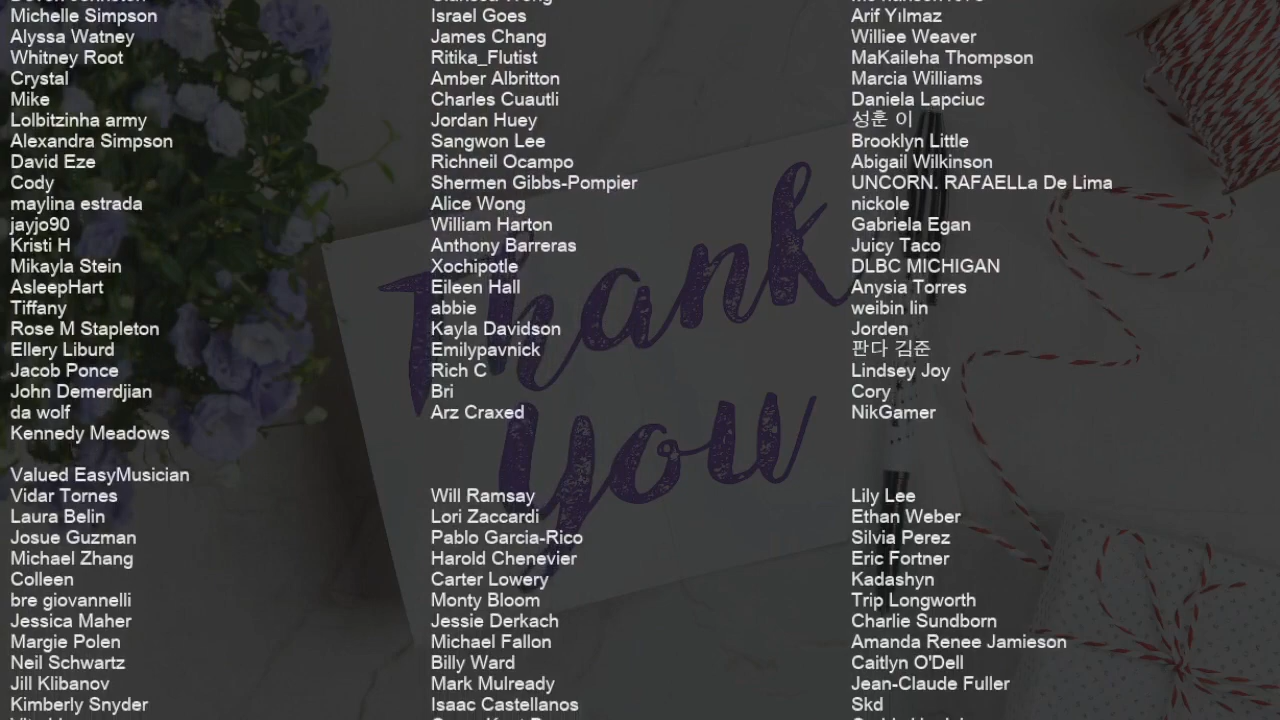 Michelle Simpson
Alyssa Watney
Whitney Root
Crystal
Mike
Lolbitzinha army
Alexandra Simpson
David Eze
Cody
maylina estrada
jayjo90
Kristi H
Mikayla Stein
AsleepHart
Tiffany
Rose M Stapleton
Ellery Liburd
Jacob Ponce
John Demerdjian
da wolf
Kennedy Meadows
Israel Goes
James Chang
Ritika_Flutist
Amber Albritton
Charles Cuautli
Jordan Huey
Sangwon Lee
Richneil Ocampo
Shermen Gibbs-Pompier
Alice Wong
William Harton
Anthony Barreras
Xochipotle
Eileen Hall
abbie
Kayla Davidson
Emilypavnick
Rich C
Bri
Arz Craxed
Arif Yılmaz
Williee Weaver
MaKaileha Thompson
Marcia Williams
Daniela Lapciuc
성훈 이
Brooklyn Little
Abigail Wilkinson
UNCORN. RAFAELLa De Lima
nickole
Gabriela Egan
Juicy Taco
DLBC MICHIGAN
Anysia Torres
weibin lin
Jorden
판다 김준
Lindsey Joy
Cory
NikGamer
Thank
you
Valued EasyMusician
Vidar Tornes
Laura Belin
Josue Guzman
Michael Zhang
Colleen
bre giovannelli
Jessica Maher
Margie Polen
Neil Schwartz
Jill Klibanov
Kimberly Snyder
Will Ramsay
Lori Zaccardi
Pablo Garcia-Rico
Harold Chenevier
Carter Lowery
Monty Bloom
Jessie Derkach
Michael Fallon
Billy Ward
Mark Mulready
Isaac Castellanos
Lily Lee
Ethan Weber
Silvia Perez
Eric Fortner
Kadashyn
Trip Longworth
Charlie Sundborn
Amanda Renee Jamieson
Caitlyn O'Dell
Jean-Claude Fuller
Skd